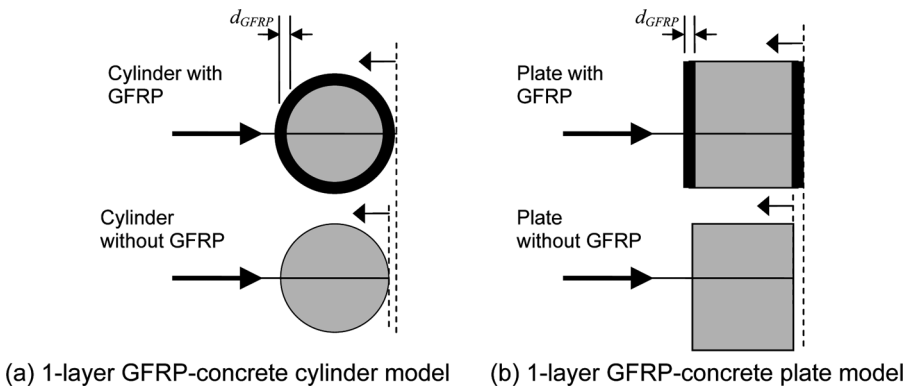 d_GFRP
Cylinder with
GFRP
Cylinder
without GFRP
(a) 1-layer GFRP-concrete cylinder model
d_GFRP
Plate with
GFRP
Plate
without GFRP
(b) 1-layer GFRP-concrete plate model